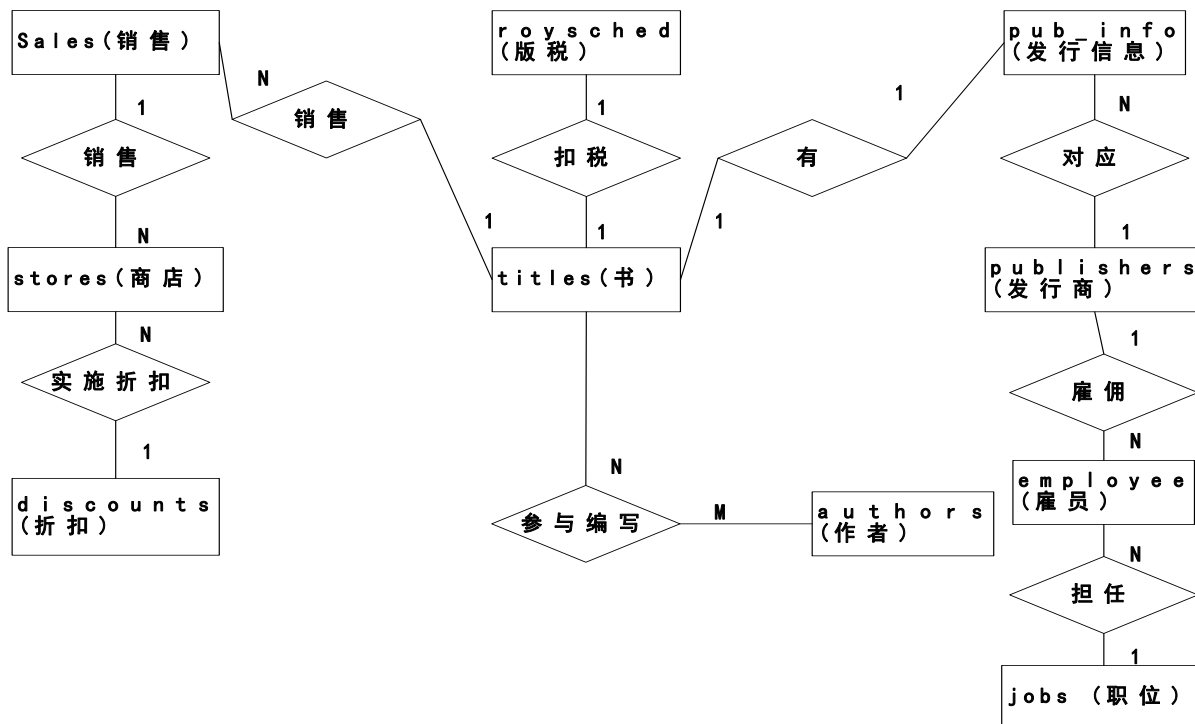 Sales(销售)
roysched
(版税)
pub_info
(发行信息)
N
1
1
1
N
销售
销售
扣税
有
对应
N
1
1
1
1
stores(商店)
titles(书)
publishers
(发行商)
N
1
实施折扣
雇佣
1
N
N
discounts
(折扣)
参与编写
M
authors
(作者)
employee
(雇员)
N
担任
1
jobs (职位)